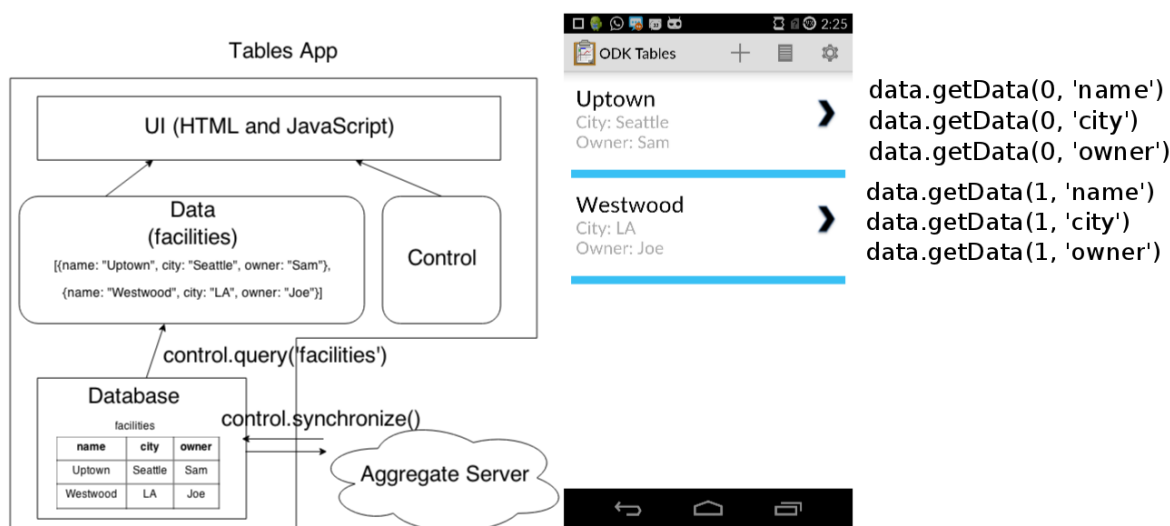 Tables App
UI (HTML and JavaScript)
Data
(facilities)
[{name: "Uptown", city: "Seattle", owner: "Sam"},
{name: "Westwood", city: "LA", owner: "Joe"}]
Control
control.query('facilities')
Database
facilities
name city owner
Uptown Seattle Sam
Westwood LA Joe
control.synchronize()
Aggregate Server
2:25
ODK Tables
Uptown
City: Seattle
Owner: Sam
Westwood
City: LA
Owner: Joe
data.getData(0, 'name')
data.getData(0, 'city')
data.getData(0, 'owner')
data.getData(1, 'name')
data.getData(1, 'city')
data.getData(1, 'owner')